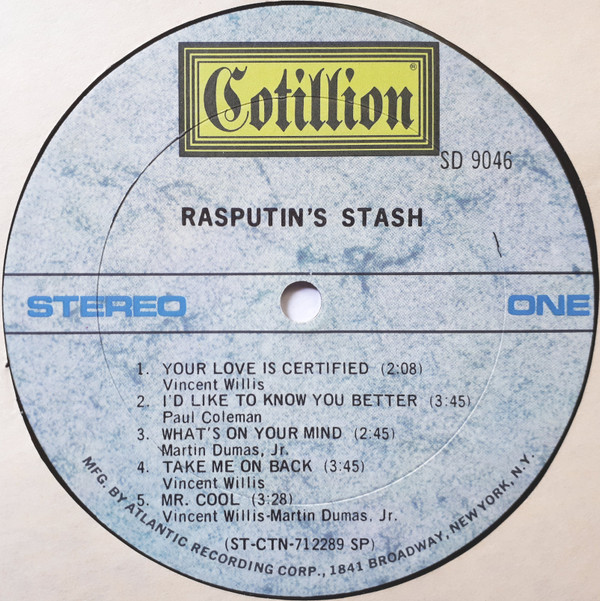 Cotillion®
SD 9046
RASPUTIN'S STASH
STEREO
ONE
1. YOUR LOVE IS CERTIFIED (2:08)
Vincent Willis
2. I'D LIKE TO KNOW YOU BETTER (3:45)
Paul Coleman
3. WHAT'S ON YOUR MIND (2:45)
Martin Dumas, Jr.
4. TAKE ME ON BACK (3:45)
Vincent Willis
5. MR. COOL (3:28)
Vincent Willis-Martin Dumas, Jr.
(ST-CTN-712289 SP)
MFG. BY ATLANTIC RECORDING CORP., 1841 BROADWAY, NEW YORK, N.Y.